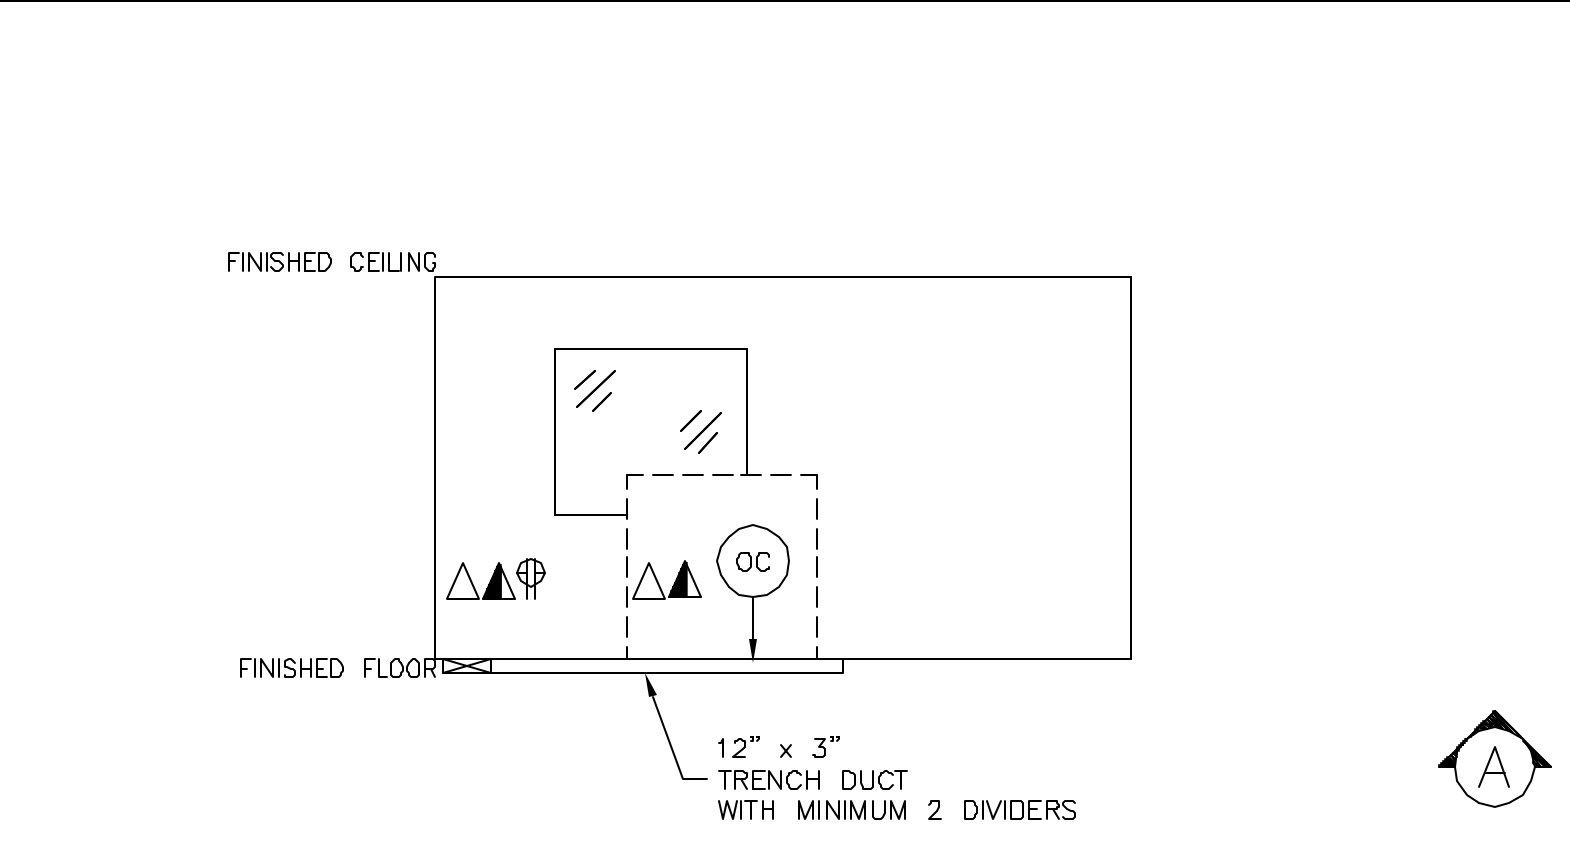 FINISHED CEILING
OC
FINISHED FLOOR
12” x 3”
TRENCH DUCT
WITH MINIMUM 2 DIVIDERS
A